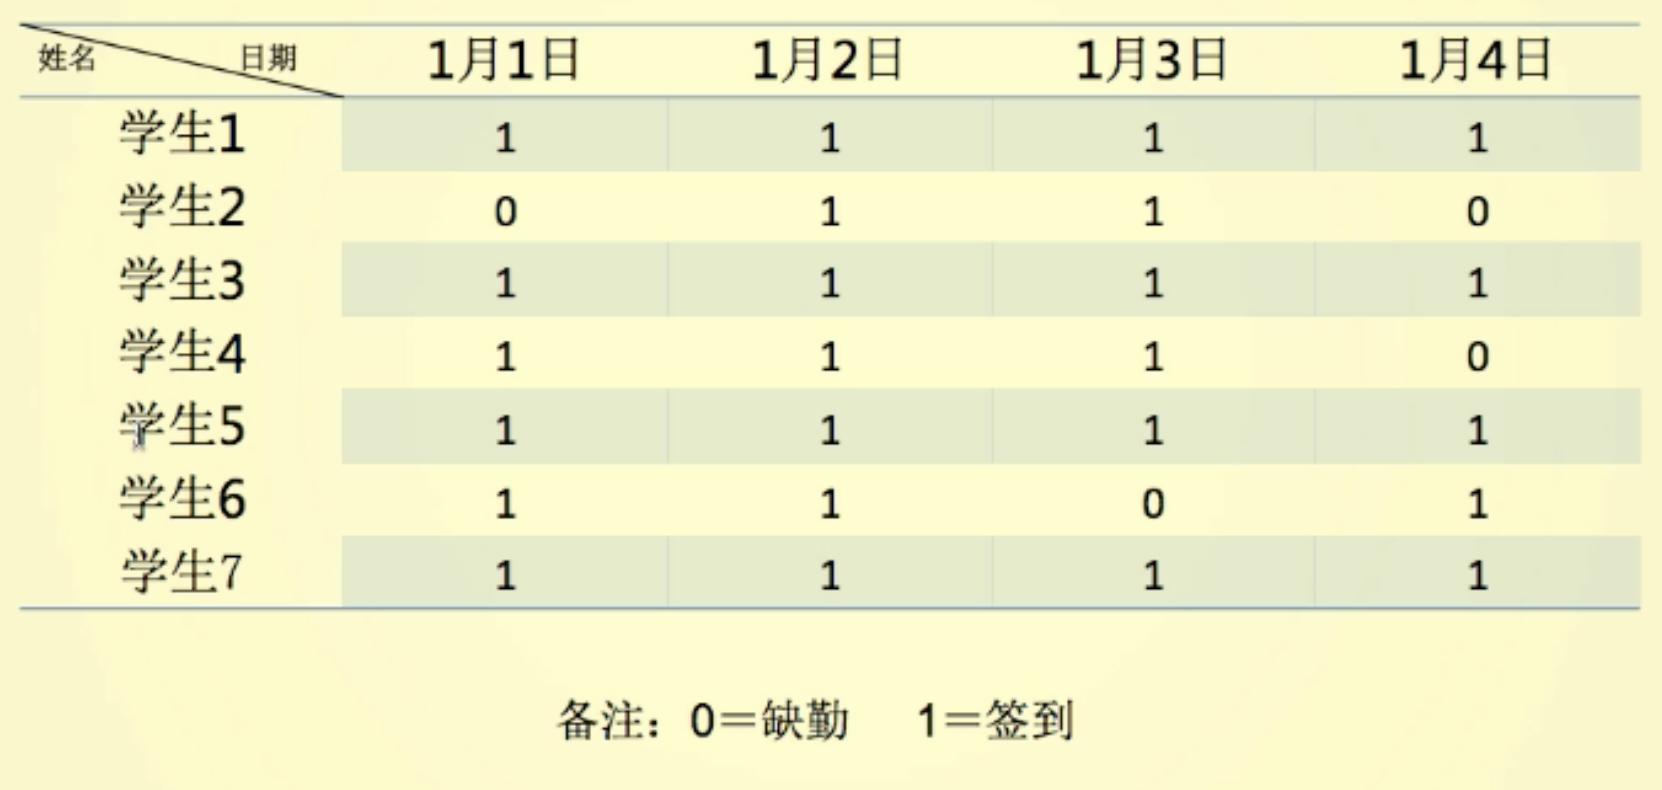 姓名 日期 1月1日 1月2日 1月3日 1月4日
学生1 1 1 1 1
学生2 0 1 1 0
学生3 1 1 1 1
学生4 1 1 1 0
学生5 1 1 1 1
学生6 1 1 0 1
学生7 1 1 1 1
备注：0＝缺勤 1＝签到